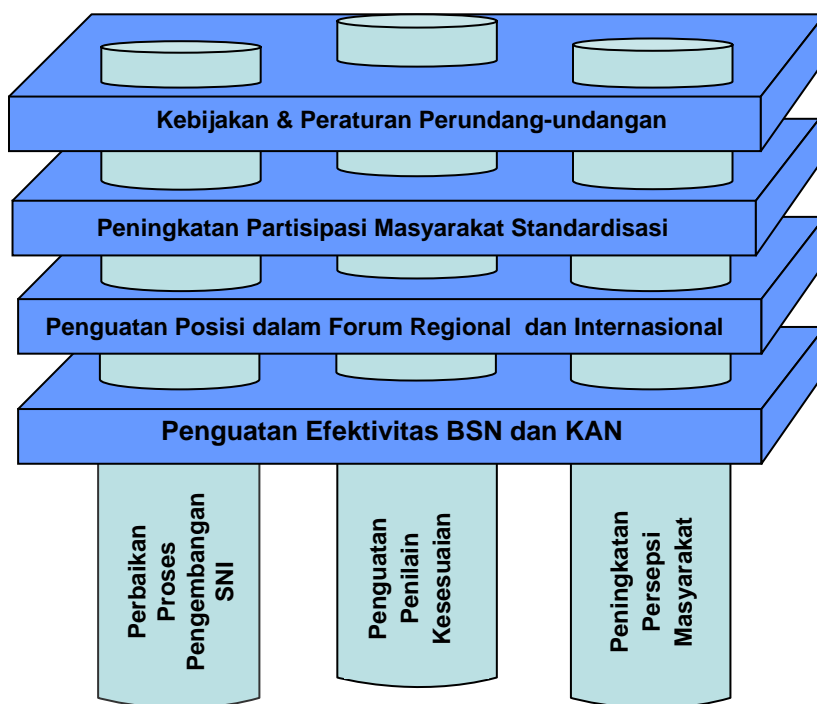 Kebijakan & Peraturan Perundang-undangan
Peningkatan Partisipasi Masyarakat Standardisasi
Penguatan Posisi dalam Forum Regional dan Internasional
Penguatan Efektivitas BSN dan KAN
Perbaikan
Proses
Pengembangan
SNI
Penguatan
Penilain
Kesesuaian
Peningkatan
Persepsi
Masyarakat